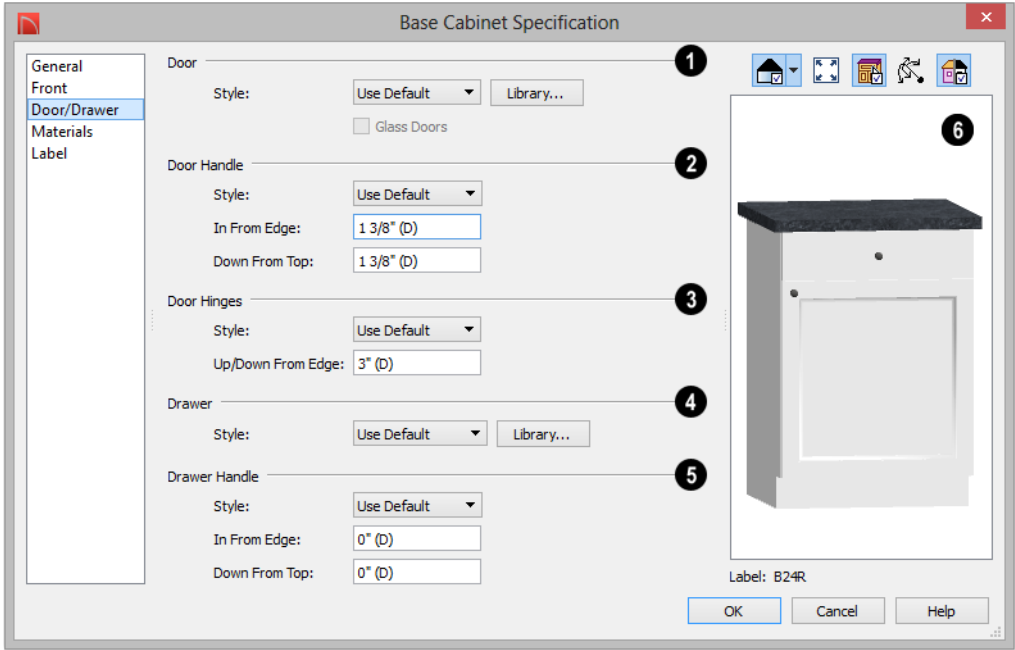 Base Cabinet Specification
General
Front
Door/Drawer
Materials
Label
Door 1
Style: Use Default Library...
Glass Doors
Door Handle 2
Style: Use Default
In From Edge: 1 3/8" (D)
Down From Top: 1 3/8" (D)
Door Hinges 3
Style: Use Default
Up/Down From Edge: 3" (D)
Drawer 4
Style: Use Default Library...
Drawer Handle 5
Style: Use Default
In From Edge: 0" (D)
Down From Top: 0" (D)
6
Label: B24R
OK Cancel Help